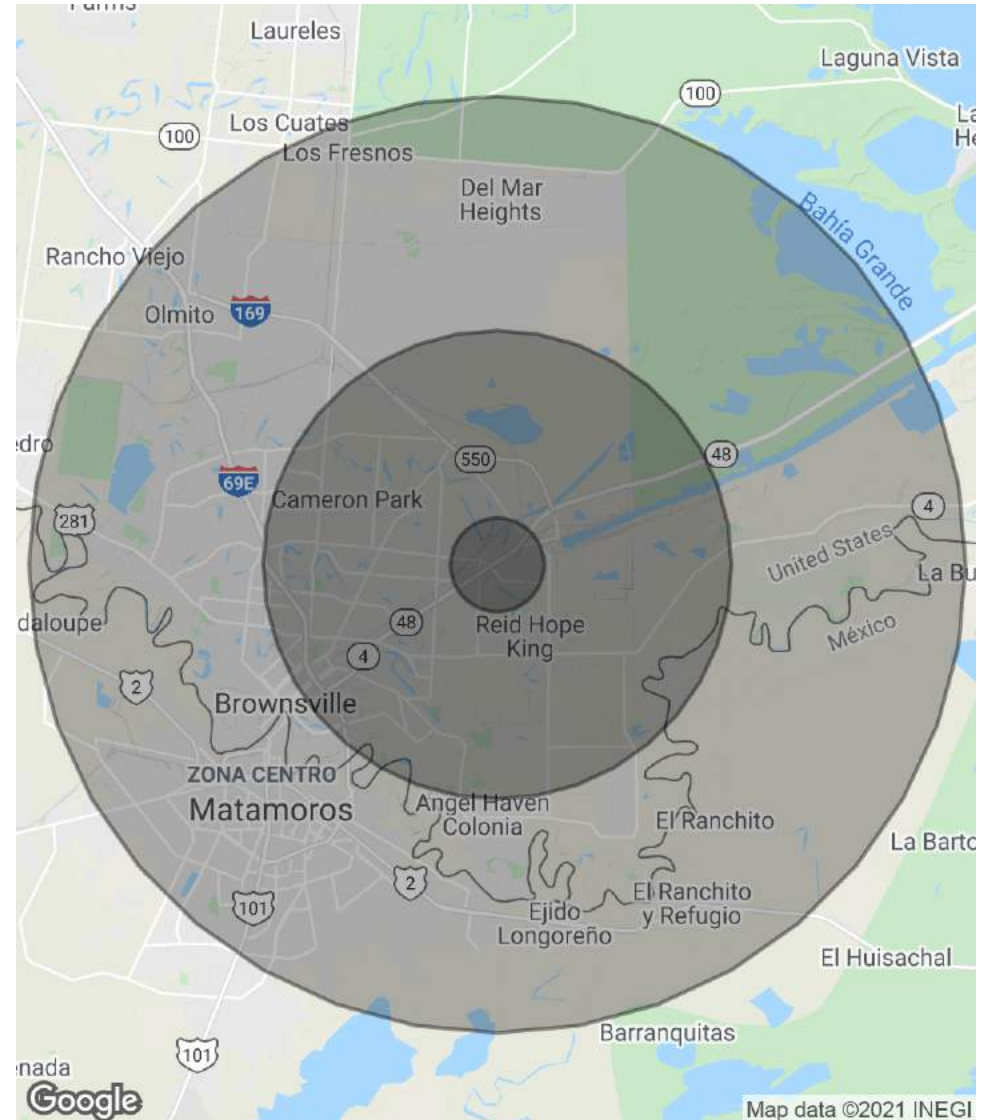 Laureles
Laguna Vista
100
Los Cuates
100
Los Fresnos
Del Mar
Heights
Bahía Grande
Rancho Viejo
Olmito
169
550
48
69E
Cameron Park
4
281
United States
La Bu
daloupe
48
Reid Hope
King
México
4
2
Brownsville
ZONA CENTRO
Matamoros
Angel Haven
Colonia
El Ranchito
La Barto
2
El Ranchito
y Refugio
101
Ejido
Longoreño
El Huisachal
Barranquitas
101
enada
Google
Map data ©2021 INEGI